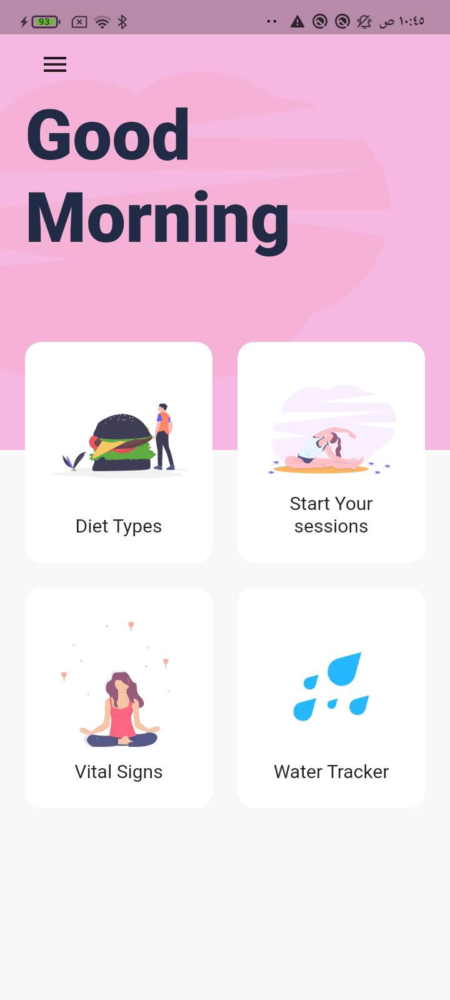 93
١٠:٤٥ ص
Good
Morning
Diet Types
Start Your
sessions
Vital Signs
Water Tracker